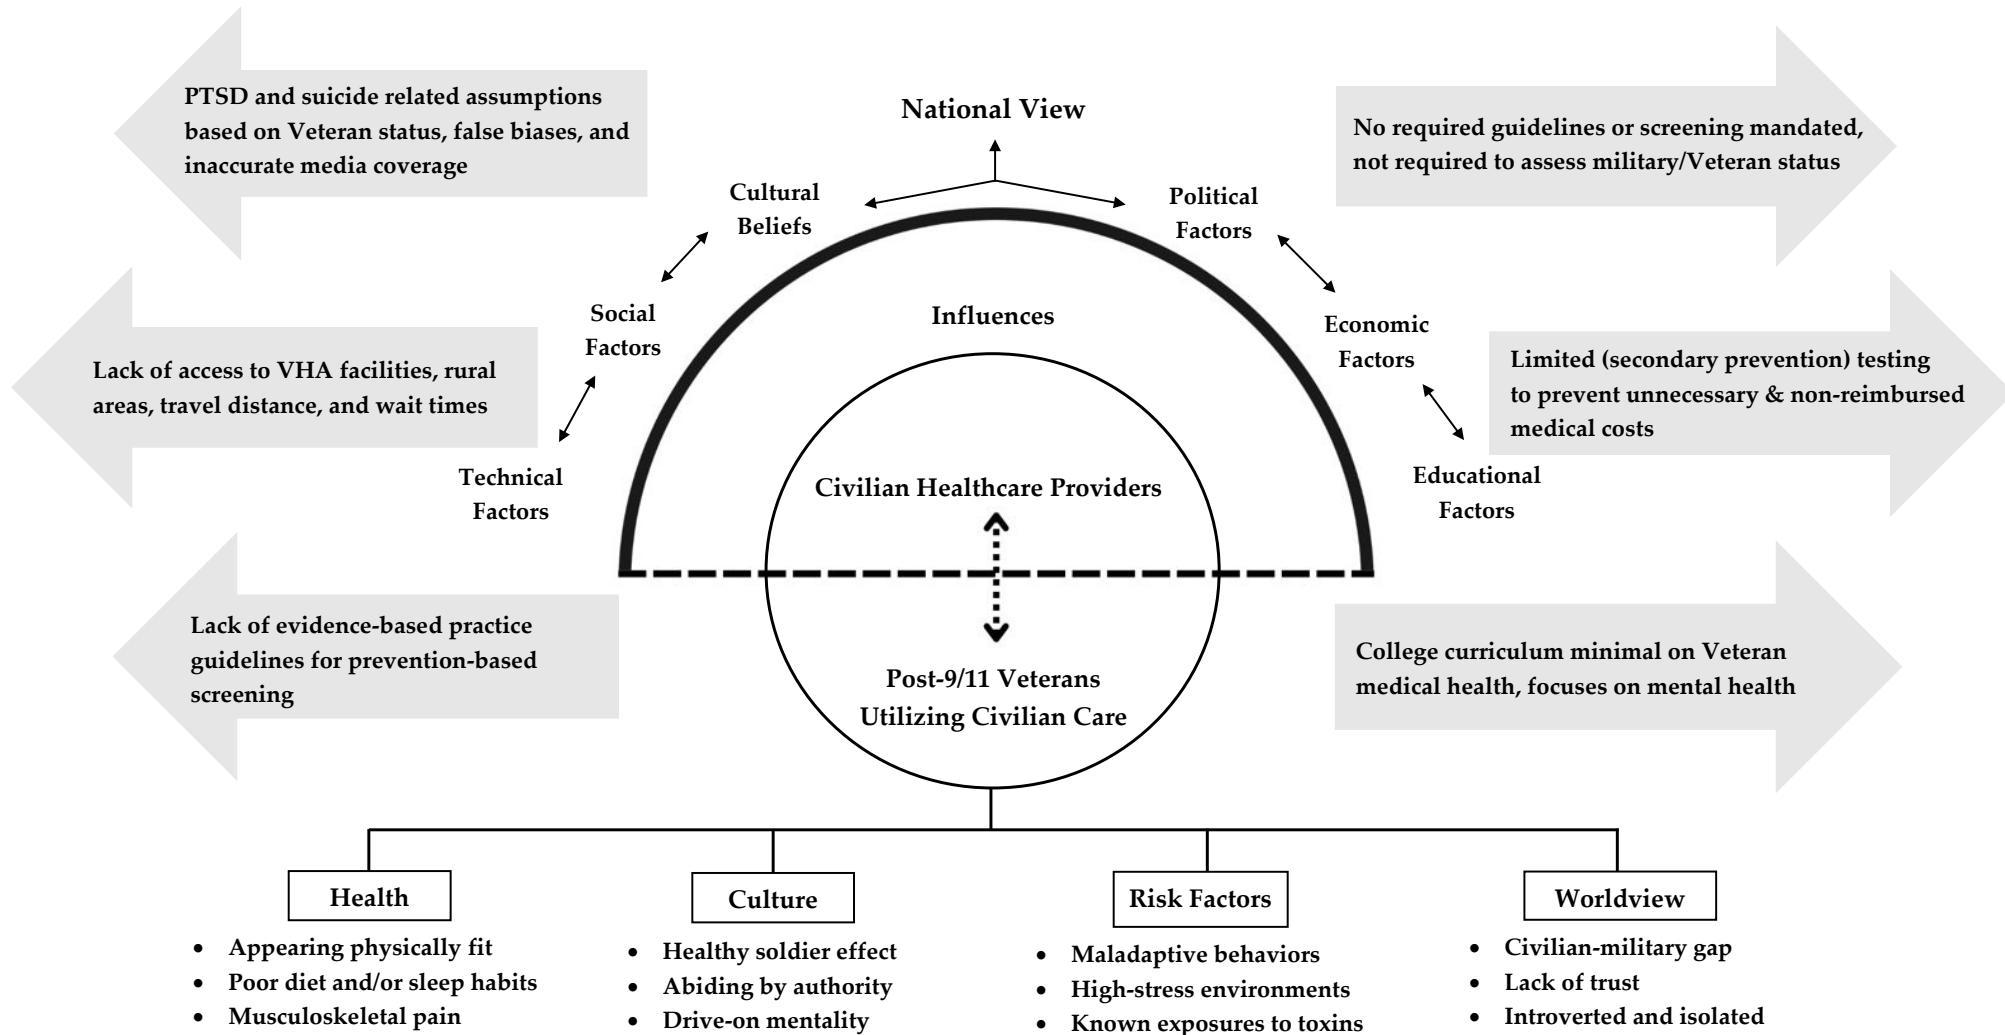 National View
PTSD and suicide related assumptions
based on Veteran status, false biases, and
inaccurate media coverage
No required guidelines or screening mandated,
not required to assess military/Veteran status
Cultural
Beliefs
Political
Factors
Social
Factors
Influences
Economic
Factors
Lack of access to VHA facilities, rural
areas, travel distance, and wait times
Limited (secondary prevention) testing
to prevent unnecessary & non-reimbursed
medical costs
Technical
Factors
Civilian Healthcare Providers
Educational
Factors
Lack of evidence-based practice
guidelines for prevention-based
screening
Post-9/11 Veterans
Utilizing Civilian Care
College curriculum minimal on Veteran
medical health, focuses on mental health
Health
• Appearing physically fit
• Poor diet and/or sleep habits
• Musculoskeletal pain
Culture
• Healthy soldier effect
• Abiding by authority
• Drive-on mentality
Risk Factors
• Maladaptive behaviors
• High-stress environments
• Known exposures to toxins
Worldview
• Civilian-military gap
• Lack of trust
• Introverted and isolated